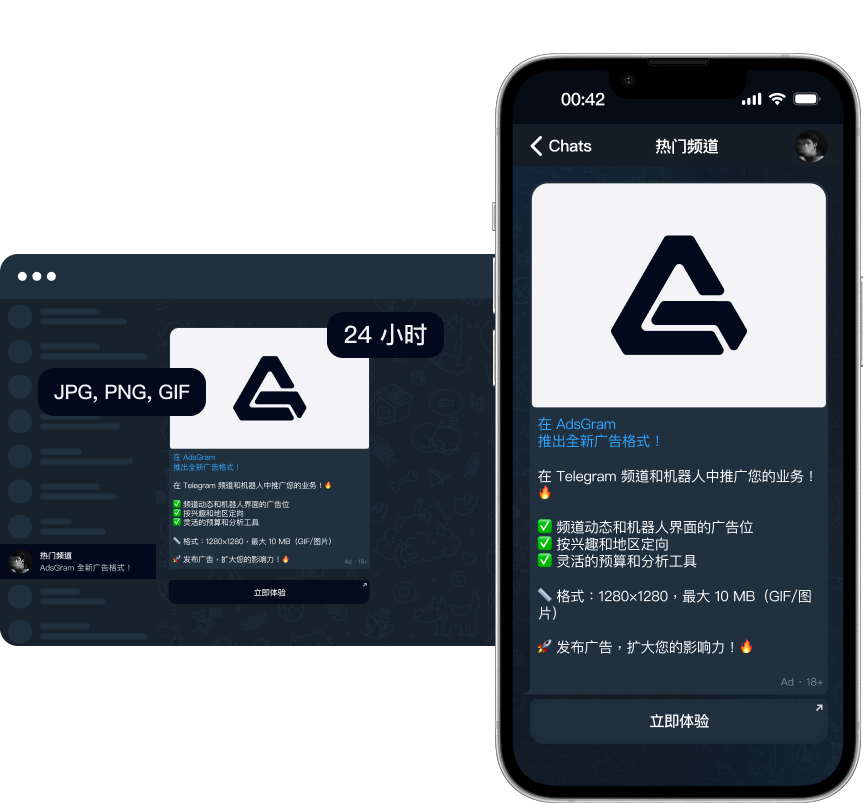 24 小时
JPG, PNG, GIF
在 AdsGram
推出全新广告格式！
在 Telegram 频道和机器人中推广您的业务！🔥
✅ 频道动态和机器人界面的广告位
✅ 按兴趣和地区定向
✅ 灵活的预算和分析工具
📏 格式：1280×1280，最大 10 MB（GIF/图片）
🚀 发布广告，扩大您的影响力！🔥
Ad · 18+
立即体验
热门频道
AdsGram 全新广告格式！
00:42
Chats
热门频道
在 AdsGram
推出全新广告格式！
在 Telegram 频道和机器人中推广您的业务！
🔥
✅ 频道动态和机器人界面的广告位
✅ 按兴趣和地区定向
✅ 灵活的预算和分析工具
📏 格式：1280×1280，最大 10 MB（GIF/图
片）
🚀 发布广告，扩大您的影响力！🔥
Ad · 18+
立即体验